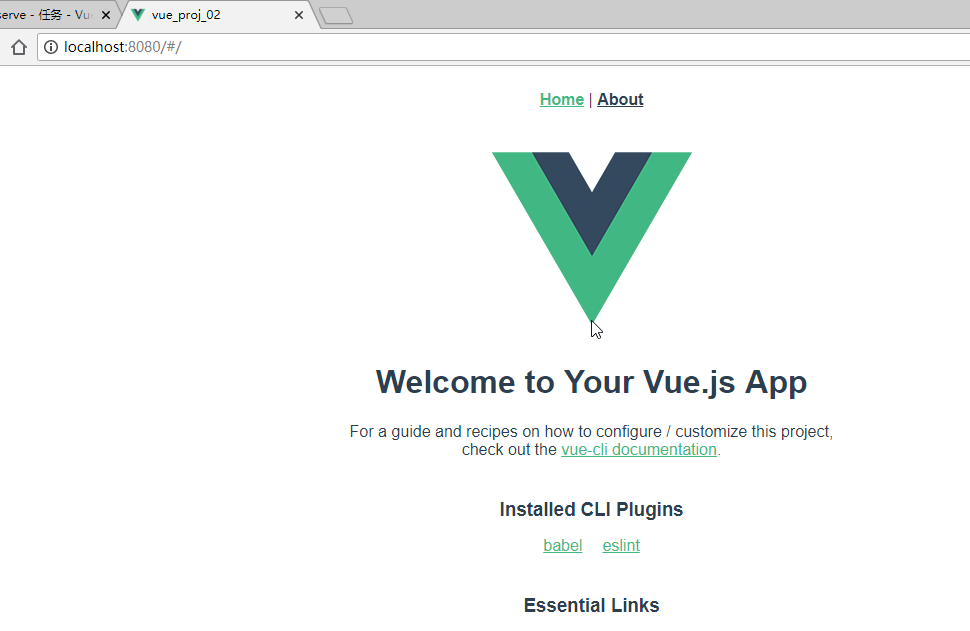 serve - 任务 - Vu
vue_proj_02
localhost:8080/#/
Home | About
Welcome to Your Vue.js App
For a guide and recipes on how to configure / customize this project,
check out the vue-cli documentation.
Installed CLI Plugins
babel eslint
Essential Links